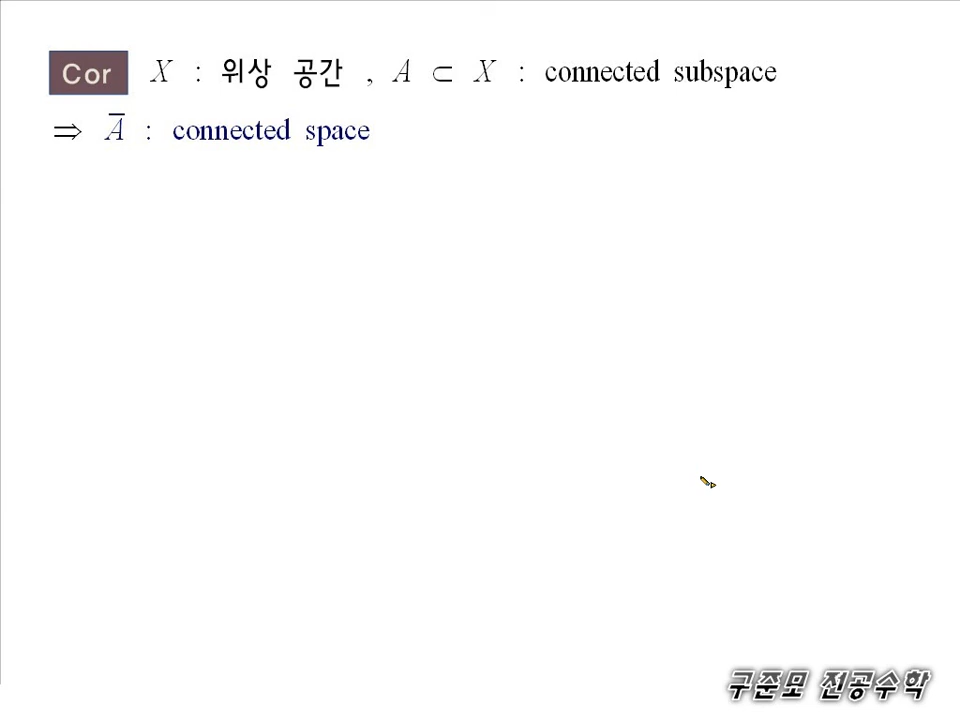 Cor X : 위상 공간 , A ⊂ X : connected subspace
⇒ A̅ : connected space
구준모 전공수학